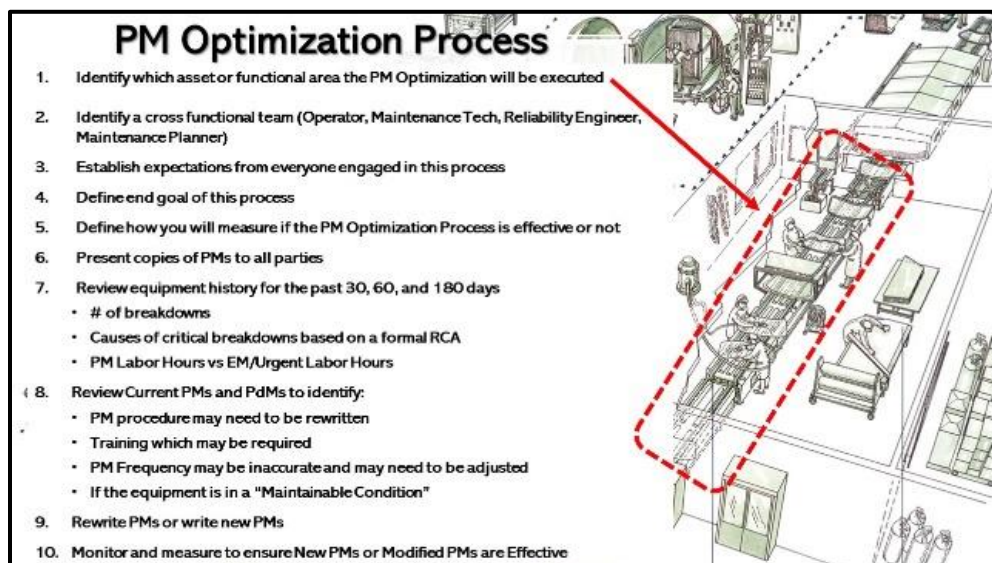 PM Optimization Process
1. Identify which asset or functional area the PM Optimization will be executed
2. Identify a cross functional team (Operator, Maintenance Tech, Reliability Engineer,
Maintenance Planner)
3. Establish expectations from everyone engaged in this process
4. Define end goal of this process
5. Define how you will measure if the PM Optimization Process is effective or not
6. Present copies of PMs to all parties
7. Review equipment history for the past 30, 60, and 180 days
• # of breakdowns
• Causes of critical breakdowns based on a formal RCA
• PM Labor Hours vs EM/Urgent Labor Hours
8. Review Current PMs and PdMs to identify:
• PM procedure may need to be rewritten
• Training which may be required
• PM Frequency may be inaccurate and may need to be adjusted
• If the equipment is in a “Maintainable Condition”
9. Rewrite PMs or write new PMs
10. Monitor and measure to ensure New PMs or Modified PMs are Effective